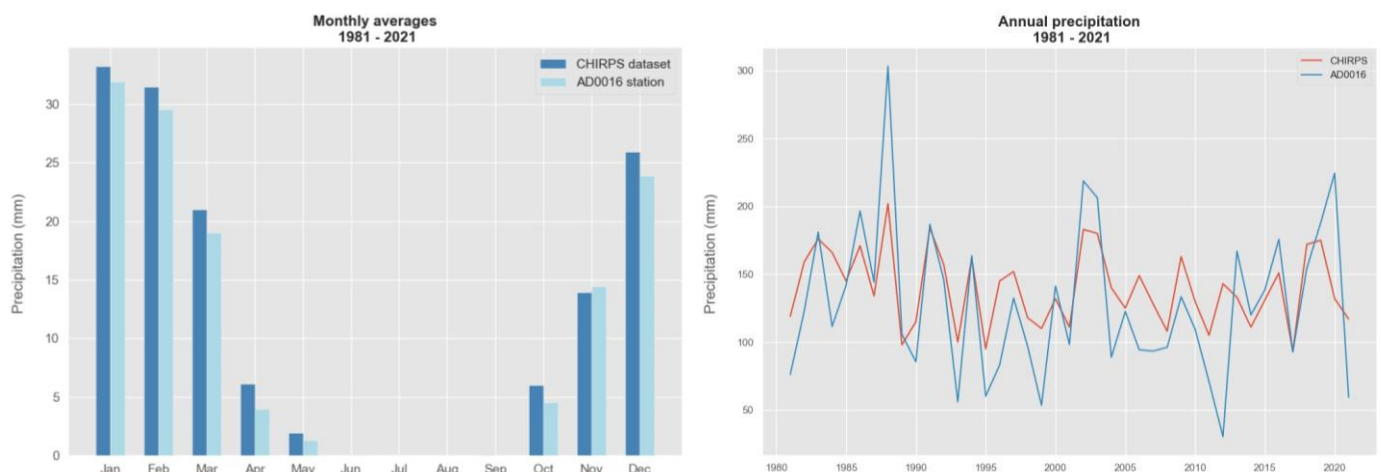 Monthly averages
1981 - 2021
CHIRPS dataset
AD0016 station
Precipitation (mm)
30
25
20
15
10
5
0
Jan Feb Mar Apr May Jun Jul Aug Sep Oct Nov Dec
Annual precipitation
1981 - 2021
CHIRPS
AD0016
Precipitation (mm)
300
250
200
150
100
50
1980 1985 1990 1995 2000 2005 2010 2015 2020